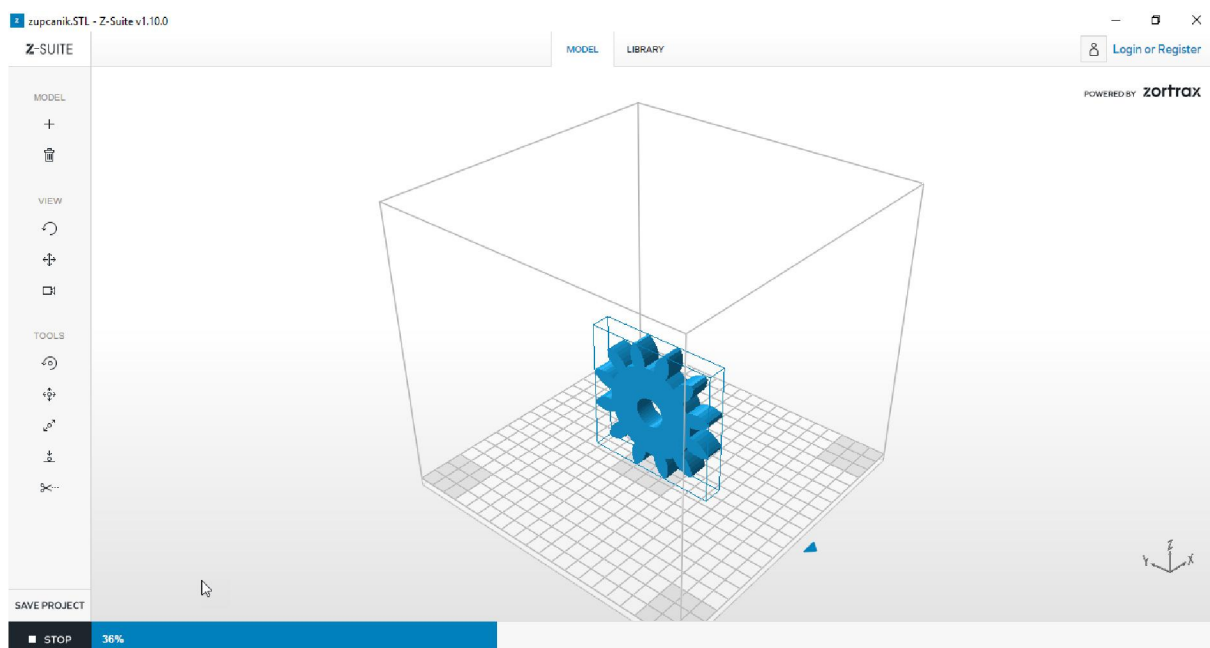 zupcanik.STL - Z-Suite v1.10.0
Z-SUITE
MODEL
LIBRARY
Login or Register
POWERED BY zortrax
MODEL
VIEW
TOOLS
Z
Y
X
SAVE PROJECT
STOP
36%